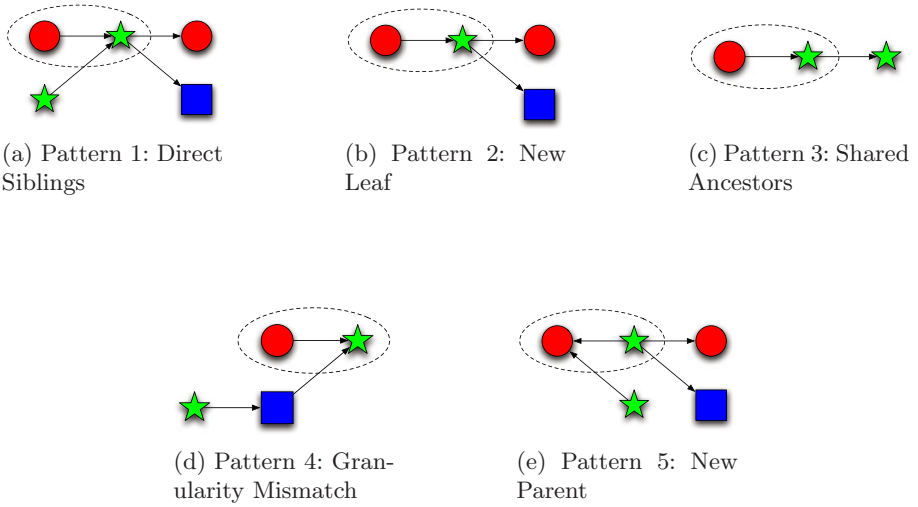 (a) Pattern 1: Direct
Siblings
(b) Pattern 2: New
Leaf
(c) Pattern 3: Shared
Ancestors
(d) Pattern 4: Gran-
ularity Mismatch
(e) Pattern 5: New
Parent